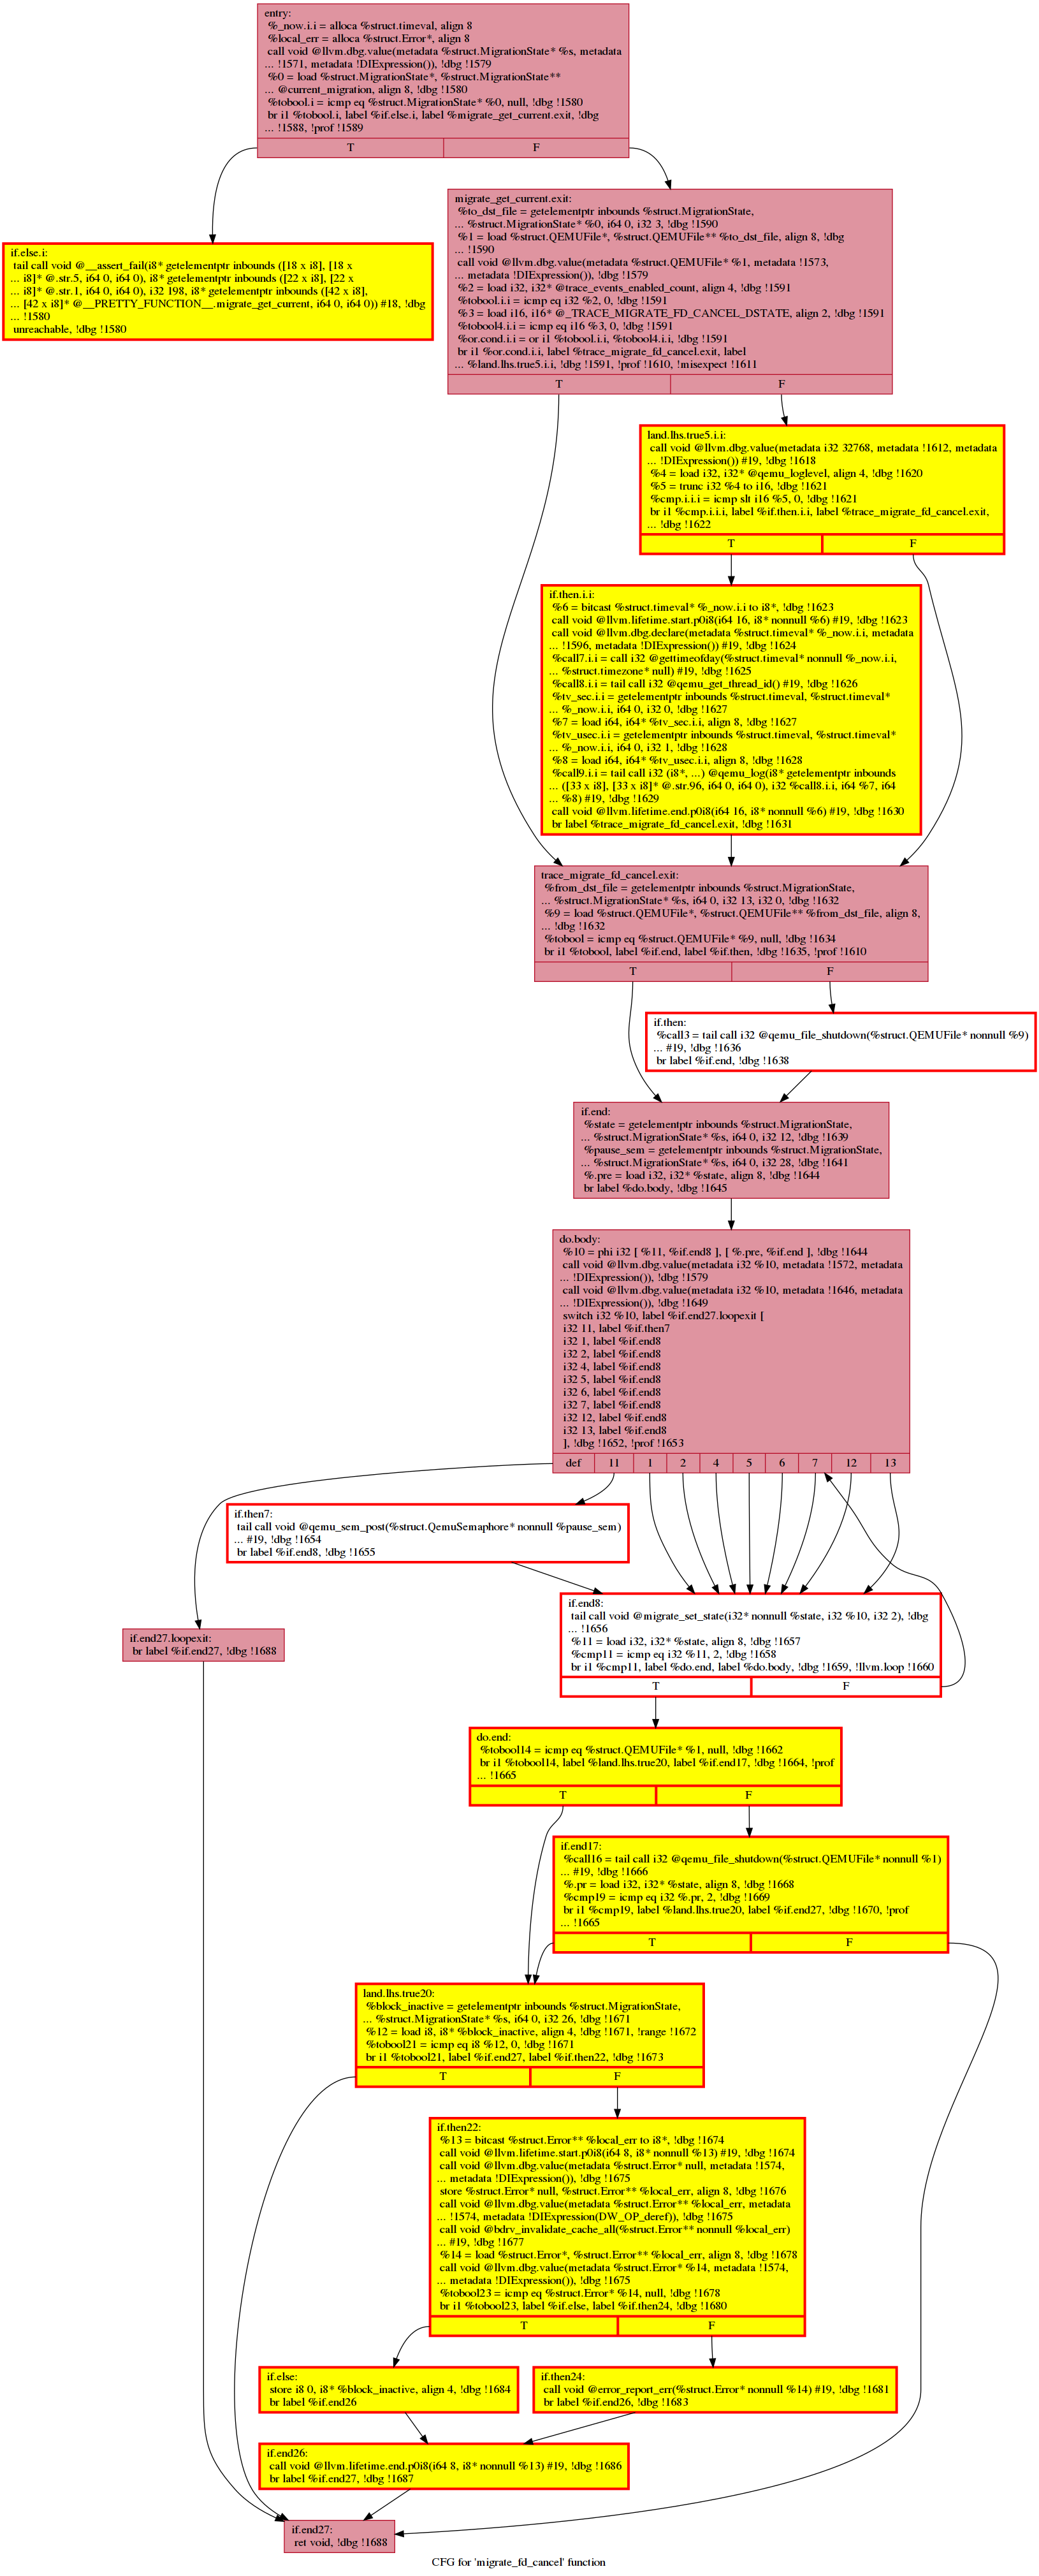 entry:
%_now.i.i = alloca %struct.timeval, align 8
%local_err = alloca %struct.Error*, align 8
call void @llvm.dbg.value(metadata %struct.MigrationState* %s, metadata
... !1571, metadata !DIExpression()), !dbg !1579
%0 = load %struct.MigrationState*, %struct.MigrationState**
... @current_migration, align 8, !dbg !1580
%tobool.i = icmp eq %struct.MigrationState* %0, null, !dbg !1580
br i1 %tobool.i, label %if.else.i, label %migrate_get_current.exit, !dbg
... !1588, !prof !1589
T F
migrate_get_current.exit:
%to_dst_file = getelementptr inbounds %struct.MigrationState,
... %struct.MigrationState* %0, i64 0, i32 3, !dbg !1590
%1 = load %struct.QEMUFile*, %struct.QEMUFile** %to_dst_file, align 8, !dbg
... !1590
call void @llvm.dbg.value(metadata %struct.QEMUFile* %1, metadata !1573,
... metadata !DIExpression()), !dbg !1579
%2 = load i32, i32* @trace_events_enabled_count, align 4, !dbg !1591
%tobool.i.i = icmp eq i32 %2, 0, !dbg !1591
%3 = load i16, i16* @_TRACE_MIGRATE_FD_CANCEL_DSTATE, align 2, !dbg !1591
%tobool4.i.i = icmp eq i16 %3, 0, !dbg !1591
%or.cond.i.i = or i1 %tobool.i.i, %tobool4.i.i, !dbg !1591
br i1 %or.cond.i.i, label %trace_migrate_fd_cancel.exit, label
... %land.lhs.true5.i.i, !dbg !1591, !prof !1610, !misexpect !1611
T F
if.else.i:
tail call void @__assert_fail(i8* getelementptr inbounds ([18 x i8], [18 x
... i8]* @.str.5, i64 0, i64 0), i8* getelementptr inbounds ([22 x i8], [22 x
... i8]* @.str.1, i64 0, i64 0), i32 198, i8* getelementptr inbounds ([42 x i8],
... [42 x i8]* @__PRETTY_FUNCTION__.migrate_get_current, i64 0, i64 0)) #18, !dbg
... !1580
unreachable, !dbg !1580
land.lhs.true5.i.i:
call void @llvm.dbg.value(metadata i32 32768, metadata !1612, metadata
... !DIExpression()) #19, !dbg !1618
%4 = load i32, i32* @qemu_loglevel, align 4, !dbg !1620
%5 = trunc i32 %4 to i16, !dbg !1621
%cmp.i.i.i = icmp slt i16 %5, 0, !dbg !1621
br i1 %cmp.i.i.i, label %if.then.i.i, label %trace_migrate_fd_cancel.exit,
... !dbg !1622
T F
if.then.i.i:
%6 = bitcast %struct.timeval* %_now.i.i to i8*, !dbg !1623
call void @llvm.lifetime.start.p0i8(i64 16, i8* nonnull %6) #19, !dbg !1623
call void @llvm.dbg.declare(metadata %struct.timeval* %_now.i.i, metadata
... !1596, metadata !DIExpression()) #19, !dbg !1624
%call7.i.i = call i32 @gettimeofday(%struct.timeval* nonnull %_now.i.i,
... %struct.timezone* null) #19, !dbg !1625
%call8.i.i = tail call i32 @qemu_get_thread_id() #19, !dbg !1626
%tv_sec.i.i = getelementptr inbounds %struct.timeval, %struct.timeval*
... %_now.i.i, i64 0, i32 0, !dbg !1627
%7 = load i64, i64* %tv_sec.i.i, align 8, !dbg !1627
%tv_usec.i.i = getelementptr inbounds %struct.timeval, %struct.timeval*
... %_now.i.i, i64 0, i32 1, !dbg !1628
%8 = load i64, i64* %tv_usec.i.i, align 8, !dbg !1628
%call9.i.i = tail call i32 (i8*, ...) @qemu_log(i8* getelementptr inbounds
... ([33 x i8], [33 x i8]* @.str.96, i64 0, i64 0), i32 %call8.i.i, i64 %7, i64
... %8) #19, !dbg !1629
call void @llvm.lifetime.end.p0i8(i64 16, i8* nonnull %6) #19, !dbg !1630
br label %trace_migrate_fd_cancel.exit, !dbg !1631
trace_migrate_fd_cancel.exit:
%from_dst_file = getelementptr inbounds %struct.MigrationState,
... %struct.MigrationState* %s, i64 0, i32 13, i32 0, !dbg !1632
%9 = load %struct.QEMUFile*, %struct.QEMUFile** %from_dst_file, align 8,
... !dbg !1632
%tobool = icmp eq %struct.QEMUFile* %9, null, !dbg !1634
br i1 %tobool, label %if.end, label %if.then, !dbg !1635, !prof !1610
T F
if.then:
%call3 = tail call i32 @qemu_file_shutdown(%struct.QEMUFile* nonnull %9)
... #19, !dbg !1636
br label %if.end, !dbg !1638
if.end:
%state = getelementptr inbounds %struct.MigrationState,
... %struct.MigrationState* %s, i64 0, i32 12, !dbg !1639
%pause_sem = getelementptr inbounds %struct.MigrationState,
... %struct.MigrationState* %s, i64 0, i32 28, !dbg !1641
%.pre = load i32, i32* %state, align 8, !dbg !1644
br label %do.body, !dbg !1645
do.body:
%10 = phi i32 [ %11, %if.end8 ], [ %.pre, %if.end ], !dbg !1644
call void @llvm.dbg.value(metadata i32 %10, metadata !1572, metadata
... !DIExpression()), !dbg !1579
call void @llvm.dbg.value(metadata i32 %10, metadata !1646, metadata
... !DIExpression()), !dbg !1649
switch i32 %10, label %if.end27.loopexit [
i32 11, label %if.then7
i32 1, label %if.end8
i32 2, label %if.end8
i32 4, label %if.end8
i32 5, label %if.end8
i32 6, label %if.end8
i32 7, label %if.end8
i32 12, label %if.end8
i32 13, label %if.end8
], !dbg !1652, !prof !1653
def 11 1 2 4 5 6 7 12 13
if.then7:
tail call void @qemu_sem_post(%struct.QemuSemaphore* nonnull %pause_sem)
... #19, !dbg !1654
br label %if.end8, !dbg !1655
if.end8:
tail call void @migrate_set_state(i32* nonnull %state, i32 %10, i32 2), !dbg
... !1656
%11 = load i32, i32* %state, align 8, !dbg !1657
%cmp11 = icmp eq i32 %11, 2, !dbg !1658
br i1 %cmp11, label %do.end, label %do.body, !dbg !1659, !llvm.loop !1660
T F
if.end27.loopexit:
br label %if.end27, !dbg !1688
do.end:
%tobool14 = icmp eq %struct.QEMUFile* %1, null, !dbg !1662
br i1 %tobool14, label %land.lhs.true20, label %if.end17, !dbg !1664, !prof
... !1665
T F
if.end17:
%call16 = tail call i32 @qemu_file_shutdown(%struct.QEMUFile* nonnull %1)
... #19, !dbg !1666
%.pr = load i32, i32* %state, align 8, !dbg !1668
%cmp19 = icmp eq i32 %.pr, 2, !dbg !1669
br i1 %cmp19, label %land.lhs.true20, label %if.end27, !dbg !1670, !prof
... !1665
T F
land.lhs.true20:
%block_inactive = getelementptr inbounds %struct.MigrationState,
... %struct.MigrationState* %s, i64 0, i32 26, !dbg !1671
%12 = load i8, i8* %block_inactive, align 4, !dbg !1671, !range !1672
%tobool21 = icmp eq i8 %12, 0, !dbg !1671
br i1 %tobool21, label %if.end27, label %if.then22, !dbg !1673
T F
if.then22:
%13 = bitcast %struct.Error** %local_err to i8*, !dbg !1674
call void @llvm.lifetime.start.p0i8(i64 8, i8* nonnull %13) #19, !dbg !1674
call void @llvm.dbg.value(metadata %struct.Error* null, metadata !1574,
... metadata !DIExpression()), !dbg !1675
store %struct.Error* null, %struct.Error** %local_err, align 8, !dbg !1676
call void @llvm.dbg.value(metadata %struct.Error** %local_err, metadata
... !1574, metadata !DIExpression(DW_OP_deref)), !dbg !1675
call void @bdrv_invalidate_cache_all(%struct.Error** nonnull %local_err)
... #19, !dbg !1677
%14 = load %struct.Error*, %struct.Error** %local_err, align 8, !dbg !1678
call void @llvm.dbg.value(metadata %struct.Error* %14, metadata !1574,
... metadata !DIExpression()), !dbg !1675
%tobool23 = icmp eq %struct.Error* %14, null, !dbg !1678
br i1 %tobool23, label %if.else, label %if.then24, !dbg !1680
T F
if.else:
store i8 0, i8* %block_inactive, align 4, !dbg !1684
br label %if.end26
if.then24:
call void @error_report_err(%struct.Error* nonnull %14) #19, !dbg !1681
br label %if.end26, !dbg !1683
if.end26:
call void @llvm.lifetime.end.p0i8(i64 8, i8* nonnull %13) #19, !dbg !1686
br label %if.end27, !dbg !1687
if.end27:
ret void, !dbg !1688
CFG for 'migrate_fd_cancel' function